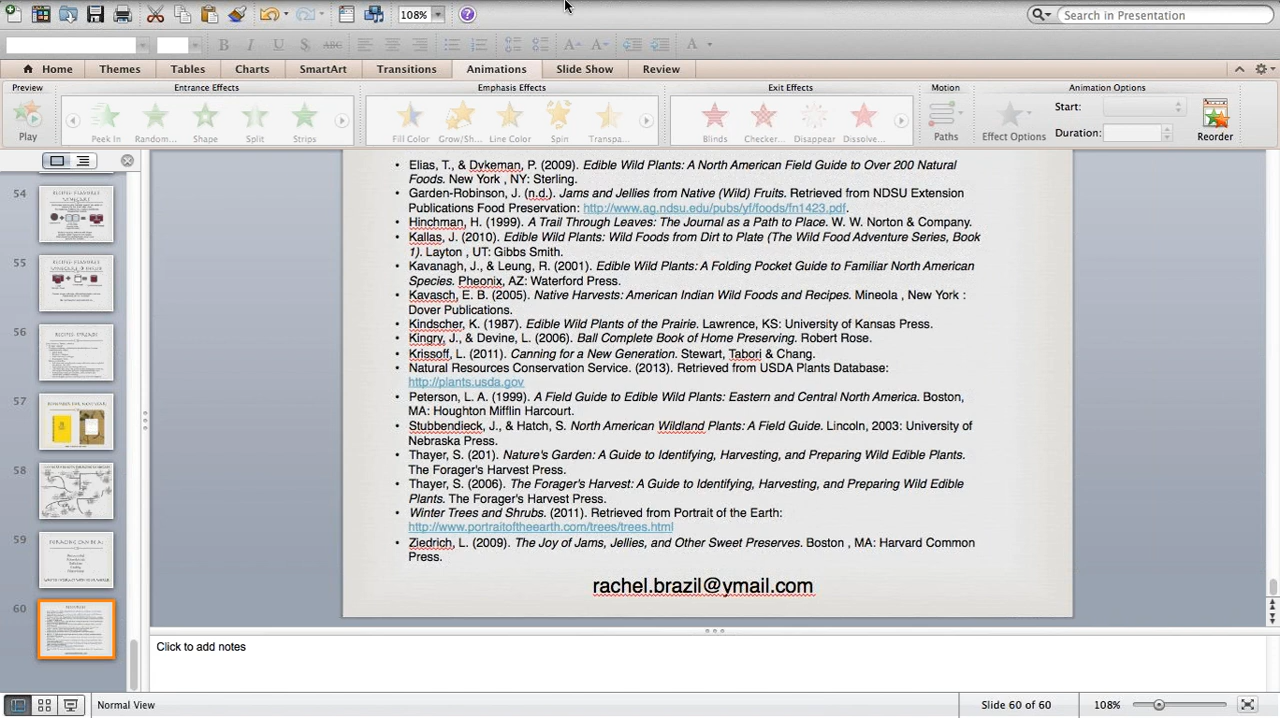 108%
Search in Presentation
B I U S ABC A A A
Home Themes Tables Charts SmartArt Transitions Animations Slide Show Review
Preview Entrance Effects Emphasis Effects Exit Effects Motion Animation Options
Play Peek In Random... Shape Split Strips Fill Color Grow/Sh... Line Color Spin Transpa... Blinds Checker... Disappear Dissolve... Paths Effect Options Start: Duration: Reorder
54
55
56
57
58
59
60
• Elias, T., & Dykeman, P. (2009). Edible Wild Plants: A North American Field Guide to Over 200 Natural
Foods. New York , NY: Sterling.
• Garden-Robinson, J. (n.d.). Jams and Jellies from Native (Wild) Fruits. Retrieved from NDSU Extension
Publications Food Preservation: http://www.ag.ndsu.edu/pubs/yf/foods/fn1423.pdf.
• Hinchman, H. (1999). A Trail Through Leaves: The Journal as a Path to Place. W. W. Norton & Company.
• Kallas, J. (2010). Edible Wild Plants: Wild Foods from Dirt to Plate (The Wild Food Adventure Series, Book
1). Layton , UT: Gibbs Smith.
• Kavanagh, J., & Leung, R. (2001). Edible Wild Plants: A Folding Pocket Guide to Familiar North American
Species. Pheonix, AZ: Waterford Press.
• Kavasch, E. B. (2005). Native Harvests: American Indian Wild Foods and Recipes. Mineola , New York :
Dover Publications.
• Kindscher, K. (1987). Edible Wild Plants of the Prairie. Lawrence, KS: University of Kansas Press.
• Kingry, J., & Devine, L. (2006). Ball Complete Book of Home Preserving. Robert Rose.
• Krissoff, L. (2011). Canning for a New Generation. Stewart, Tabori & Chang.
• Natural Resources Conservation Service. (2013). Retrieved from USDA Plants Database:
http://plants.usda.gov
• Peterson, L. A. (1999). A Field Guide to Edible Wild Plants: Eastern and Central North America. Boston,
MA: Houghton Mifflin Harcourt.
• Stubbendieck, J., & Hatch, S. North American Wildland Plants: A Field Guide. Lincoln, 2003: University of
Nebraska Press.
• Thayer, S. (201). Nature's Garden: A Guide to Identifying, Harvesting, and Preparing Wild Edible Plants.
The Forager's Harvest Press.
• Thayer, S. (2006). The Forager's Harvest: A Guide to Identifying, Harvesting, and Preparing Wild Edible
Plants. The Forager's Harvest Press.
• Winter Trees and Shrubs. (2011). Retrieved from Portrait of the Earth:
http://www.portraitoftheearth.com/trees/trees.html
• Ziedrich, L. (2009). The Joy of Jams, Jellies, and Other Sweet Preserves. Boston , MA: Harvard Common
Press.
rachel.brazil@ymail.com
Click to add notes
Normal View
Slide 60 of 60
108%